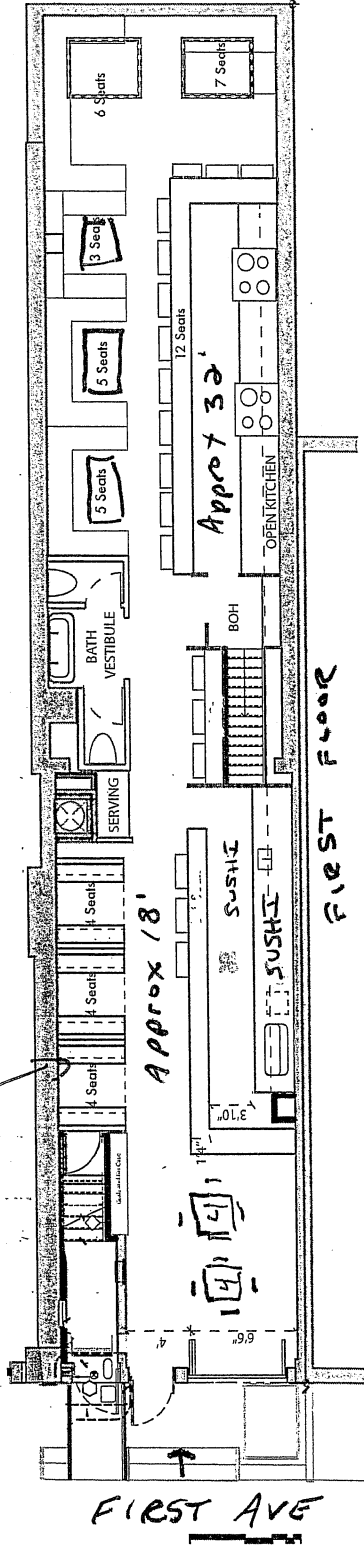 6 Seats
7 Seats
3 Seats
12 Seats
5 Seats
Approx 32'
5 Seats
OPEN KITCHEN
BATH
VESTIBULE
BOH
SERVING
FIRST FLOOR
4 Seats
SUSHI
SUSHI
4 Seats
Approx 18'
4 Seats
3'10"
1'4"
4
4
4'
6'6"
FIRST AVE